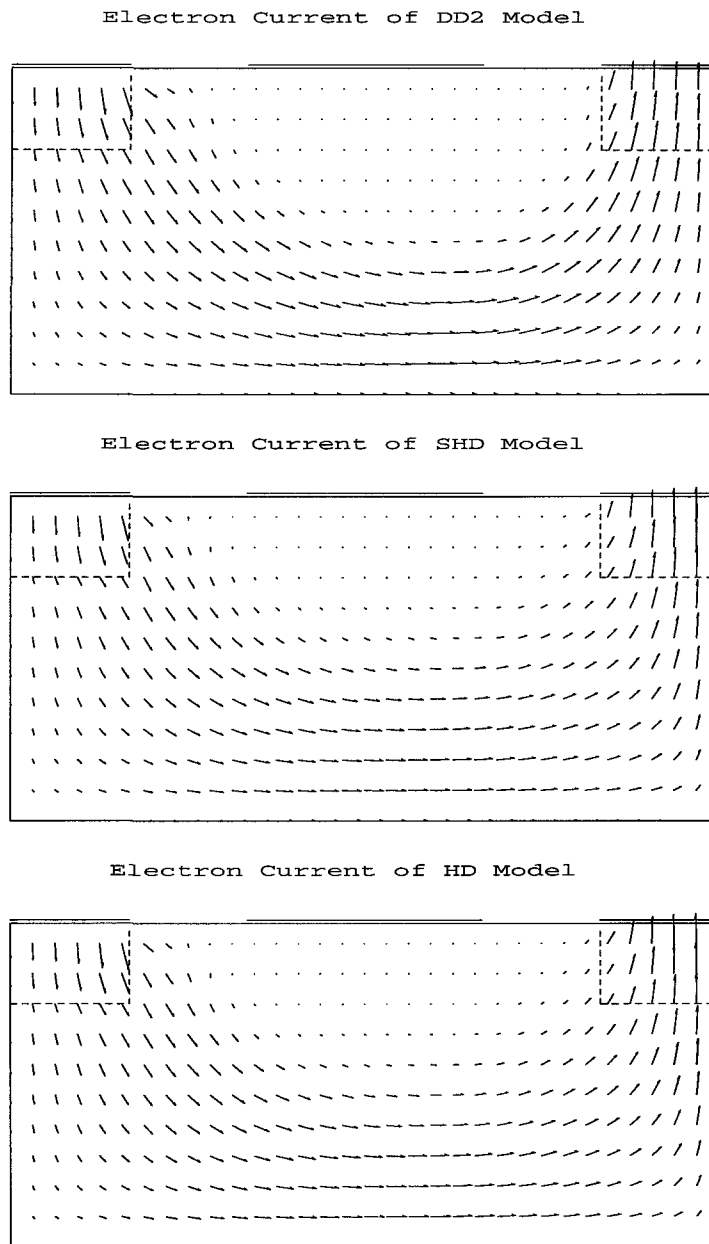 Electron Current of DD2 Model
Electron Current of SHD Model
Electron Current of HD Model